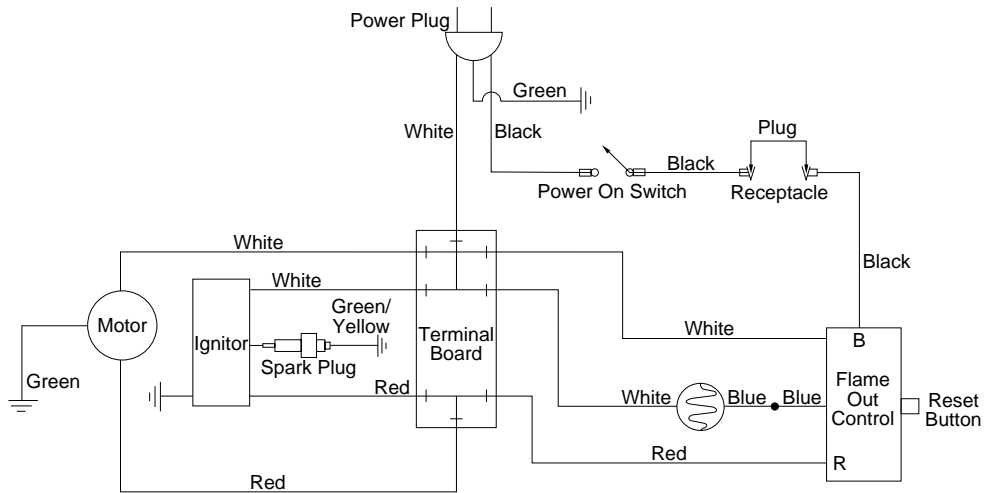 Power Plug
Green
White
Black
Plug
Black
Power On Switch
Receptacle
White
Black
White
Green/
Yellow
Motor
Ignitor
Terminal
Board
White
B
Spark Plug
Green
Red
White
Blue
Blue
Flame
Out
Control
Reset
Button
Red
R
Red